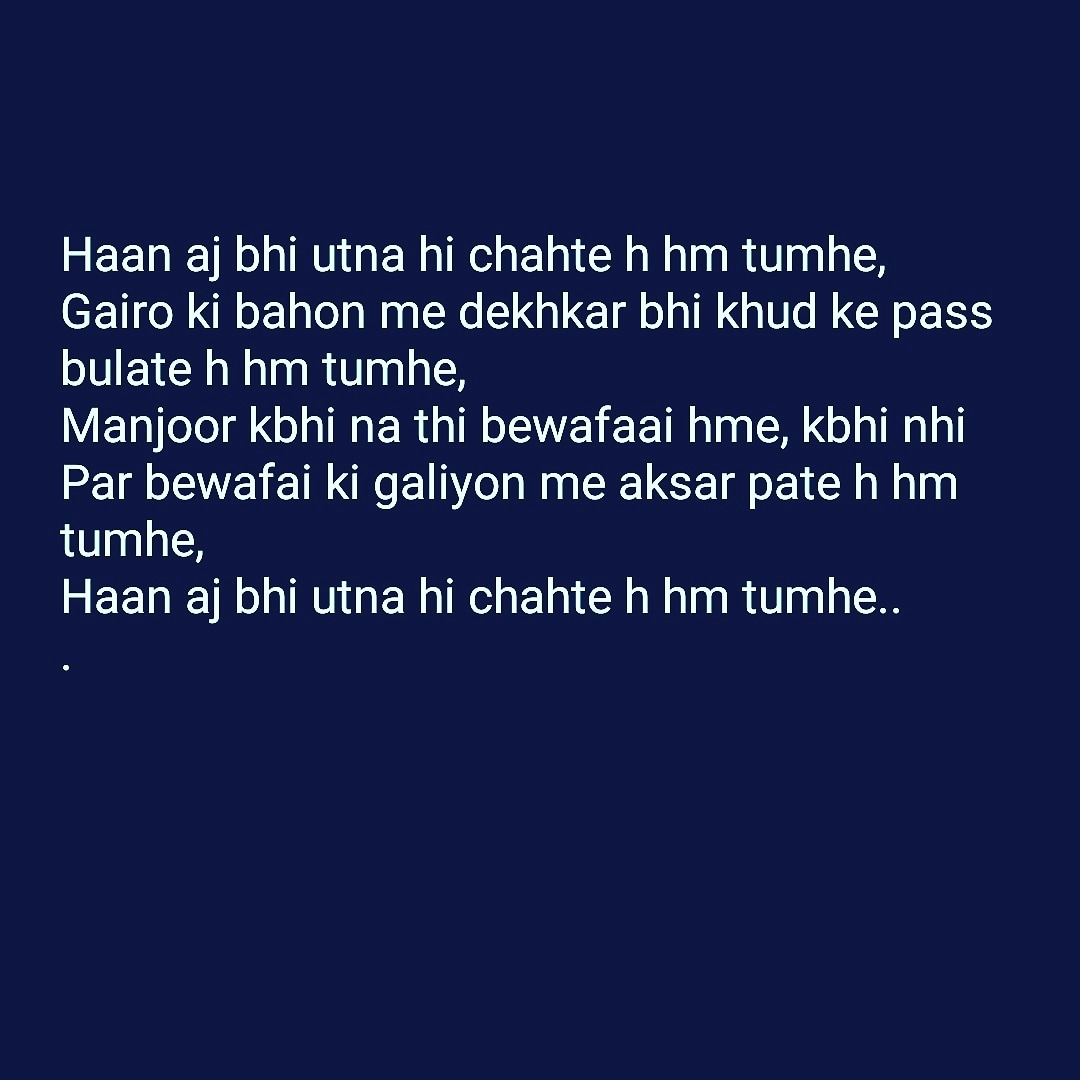 Haan aj bhi utna hi chahte h hm tumhe,
Gairo ki bahon me dekhkar bhi khud ke pass
bulate h hm tumhe,
Manjoor kbhi na thi bewafaai hme, kbhi nhi
Par bewafai ki galiyon me aksar pate h hm
tumhe,
Haan aj bhi utna hi chahte h hm tumhe..
.